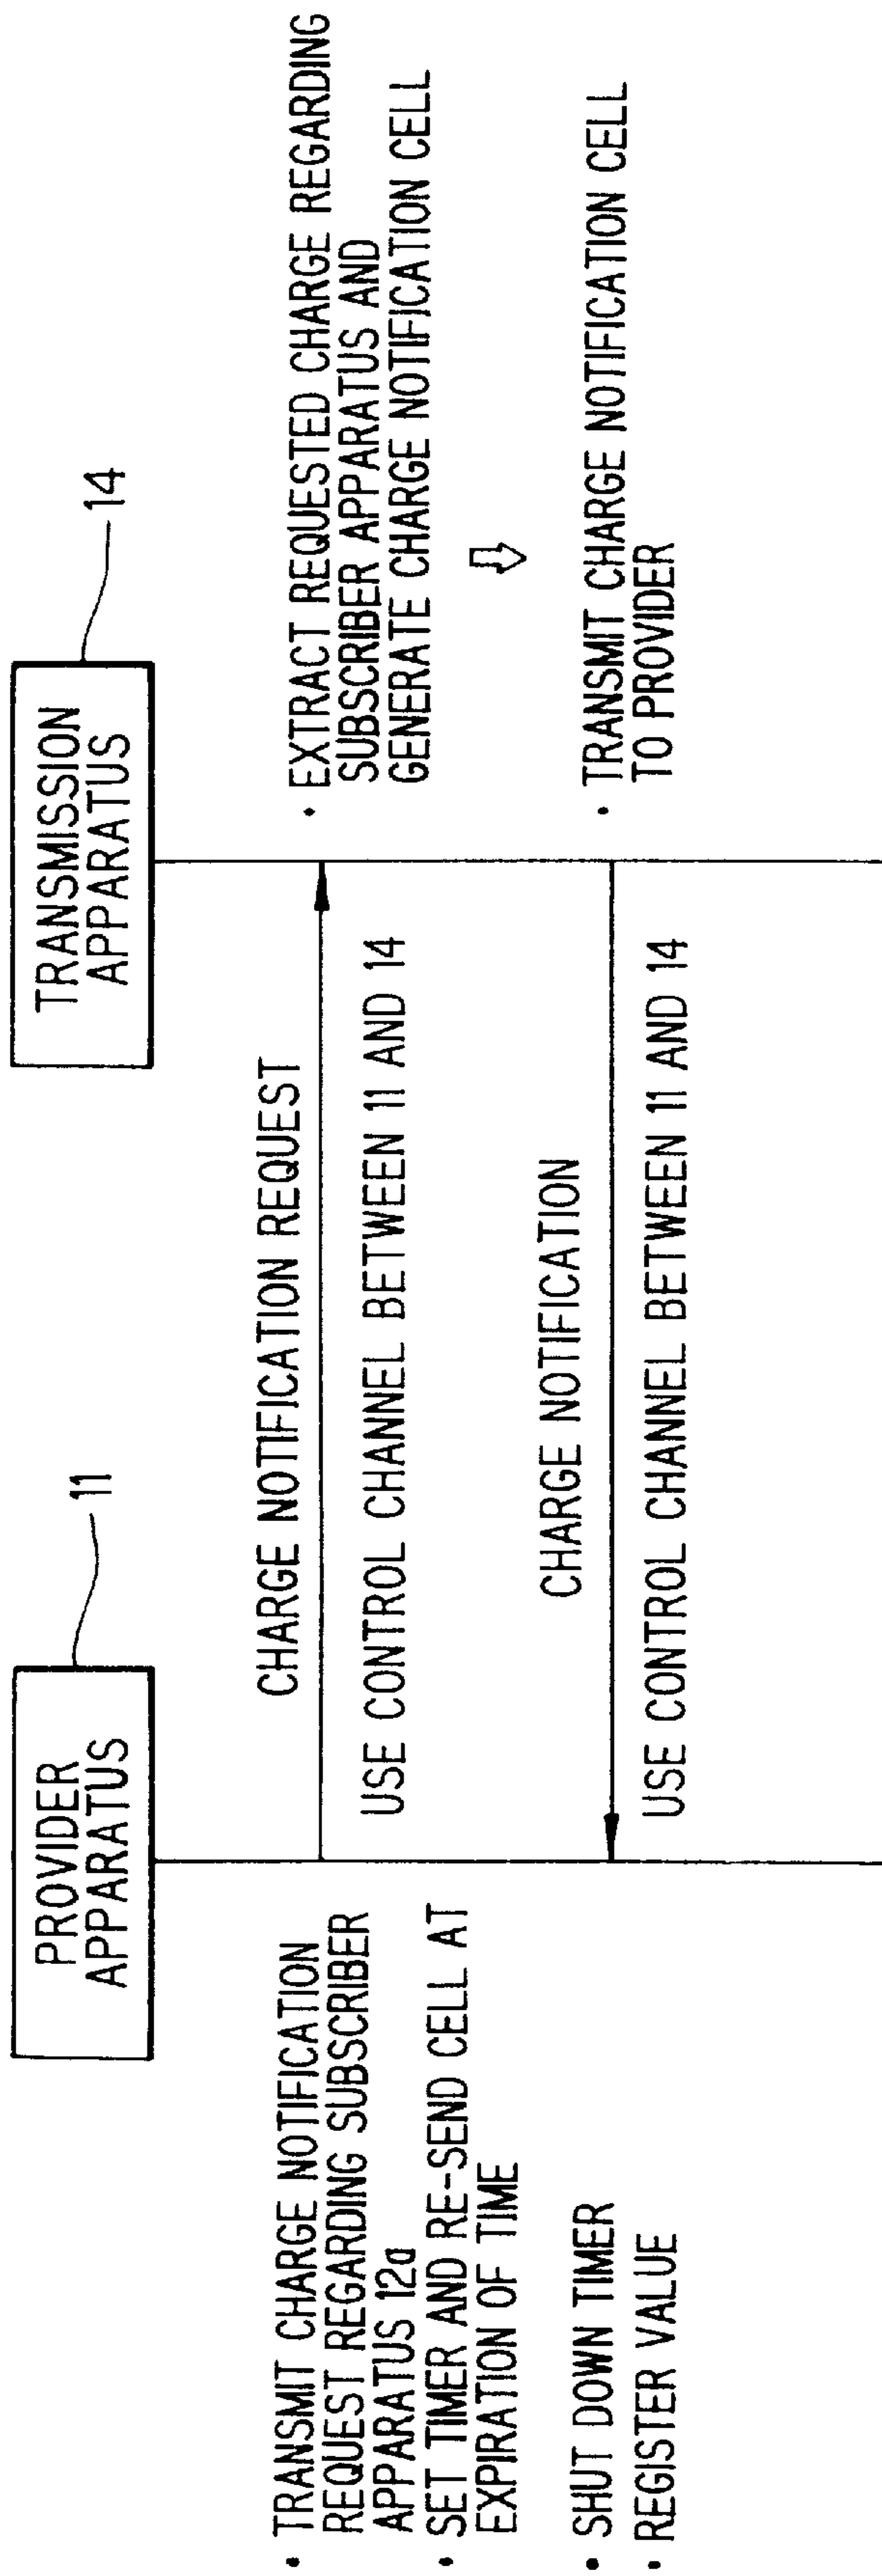 PROVIDER
APPARATUS
11
TRANSMISSION
APPARATUS
14
• TRANSMIT CHARGE NOTIFICATION
REQUEST REGARDING SUBSCRIBER
APPARATUS 12a
• SET TIMER AND RE-SEND CELL AT
EXPIRATION OF TIME
CHARGE NOTIFICATION REQUEST
USE CONTROL CHANNEL BETWEEN 11 AND 14
• EXTRACT REQUESTED CHARGE REGARDING
SUBSCRIBER APPARATUS AND
GENERATE CHARGE NOTIFICATION CELL
• SHUT DOWN TIMER
• REGISTER VALUE
CHARGE NOTIFICATION
USE CONTROL CHANNEL BETWEEN 11 AND 14
• TRANSMIT CHARGE NOTIFICATION CELL
TO PROVIDER